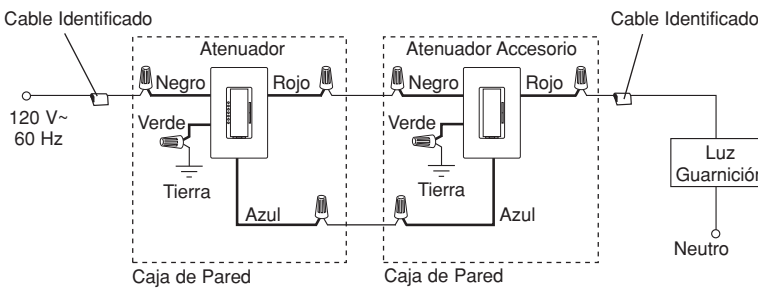 Cable Identificado
Cable Identificado
Atenuador
Atenuador Accesorio
Negro
Rojo
Negro
Rojo
120 V~
60 Hz
Verde
Verde
Luz
Guarnición
Tierra
Tierra
Azul
Azul
Neutro
Caja de Pared
Caja de Pared